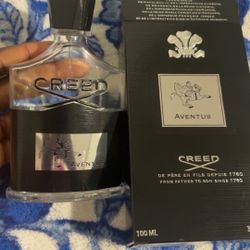 CREED
AVENTUS
AVENTUS
CREED
DE PÈRE EN FILS DEPUIS 1760
FROM FATHER TO SON SINCE 1760
100 ML